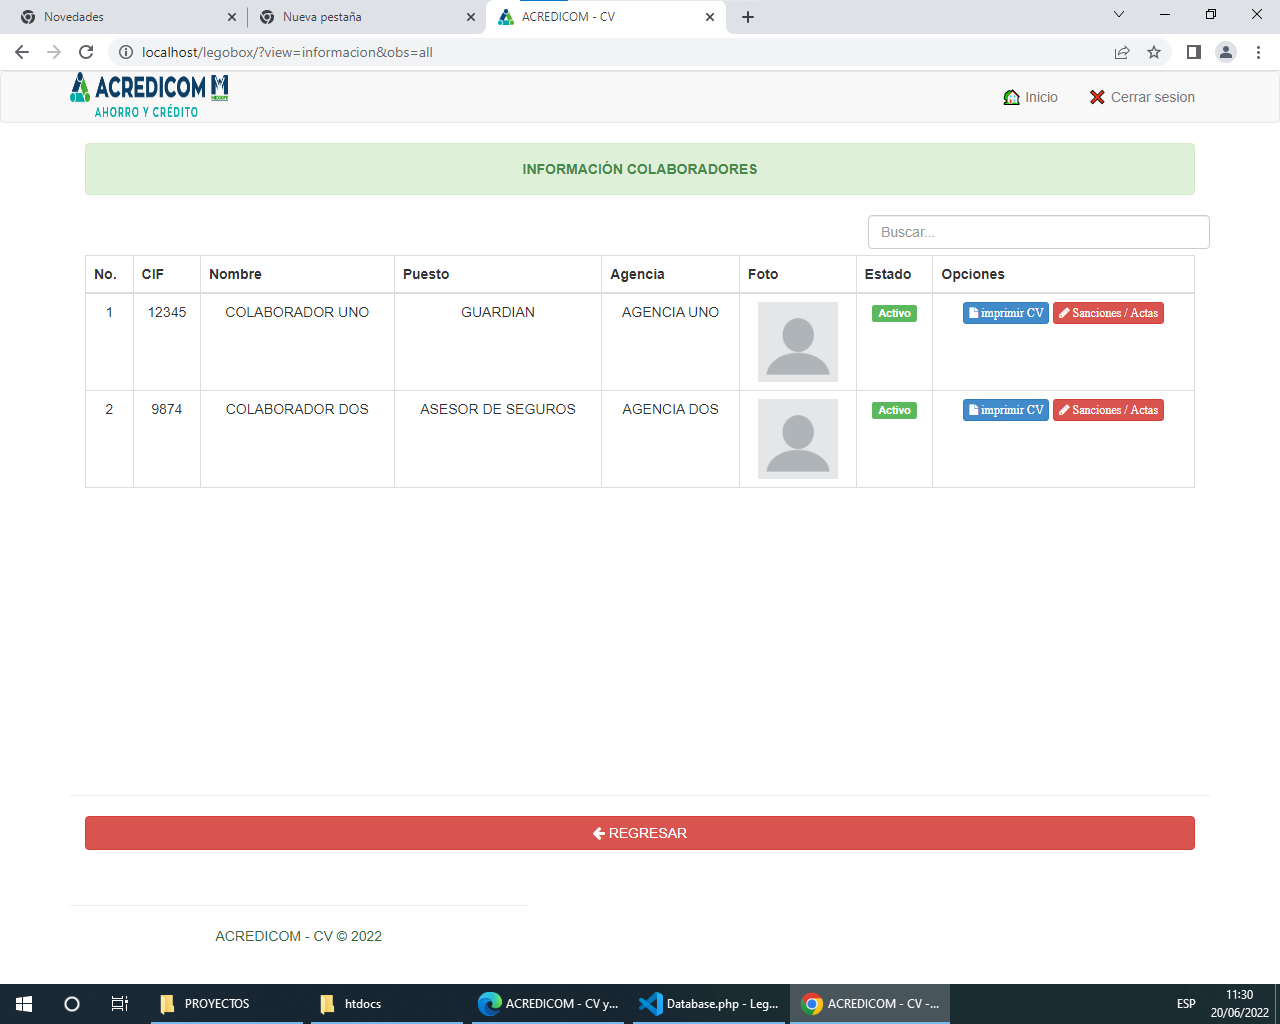 Novedades
Nueva pestaña
ACREDICOM - CV
localhost/legobox/?view=informacion&obs=all
ACREDICOM
AHORRO Y CRÉDITO
Inicio
Cerrar sesion
INFORMACIÓN COLABORADORES
Buscar...
No. CIF Nombre Puesto Agencia Foto Estado Opciones
1 12345 COLABORADOR UNO GUARDIAN AGENCIA UNO Activo imprimir CV Sanciones / Actas
2 9874 COLABORADOR DOS ASESOR DE SEGUROS AGENCIA DOS Activo imprimir CV Sanciones / Actas
REGRESAR
ACREDICOM - CV © 2022
PROYECTOS
htdocs
ACREDICOM - CV y...
Database.php - Leg...
ACREDICOM - CV -...
ESP
11:30
20/06/2022